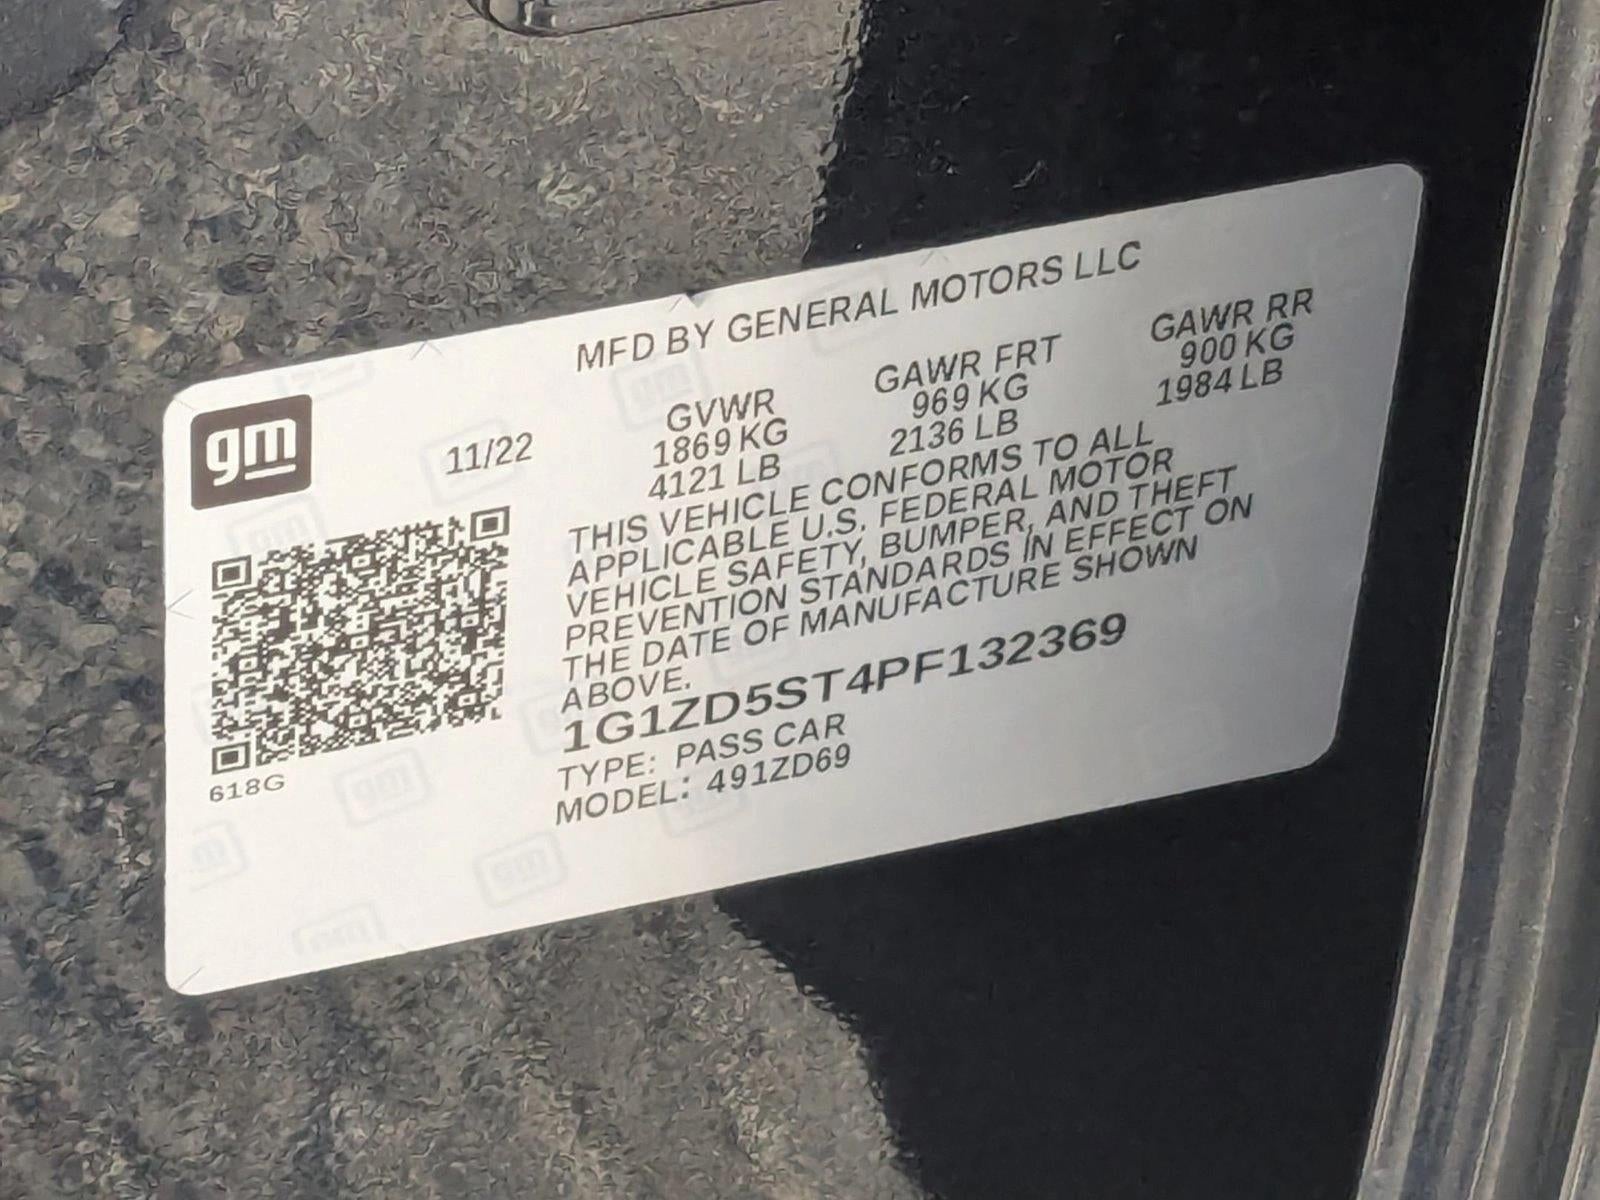 MFD BY GENERAL MOTORS LLC
gm
11/22
GVWR
1869 KG
4121 LB
GAWR FRT
969 KG
2136 LB
GAWR RR
900 KG
1984 LB
THIS VEHICLE CONFORMS TO ALL
APPLICABLE U.S. FEDERAL MOTOR
VEHICLE SAFETY, BUMPER, AND THEFT
PREVENTION STANDARDS IN EFFECT ON
THE DATE OF MANUFACTURE SHOWN
ABOVE.
1G1ZD5ST4PF132369
TYPE: PASS CAR
MODEL: 491ZD69
618G